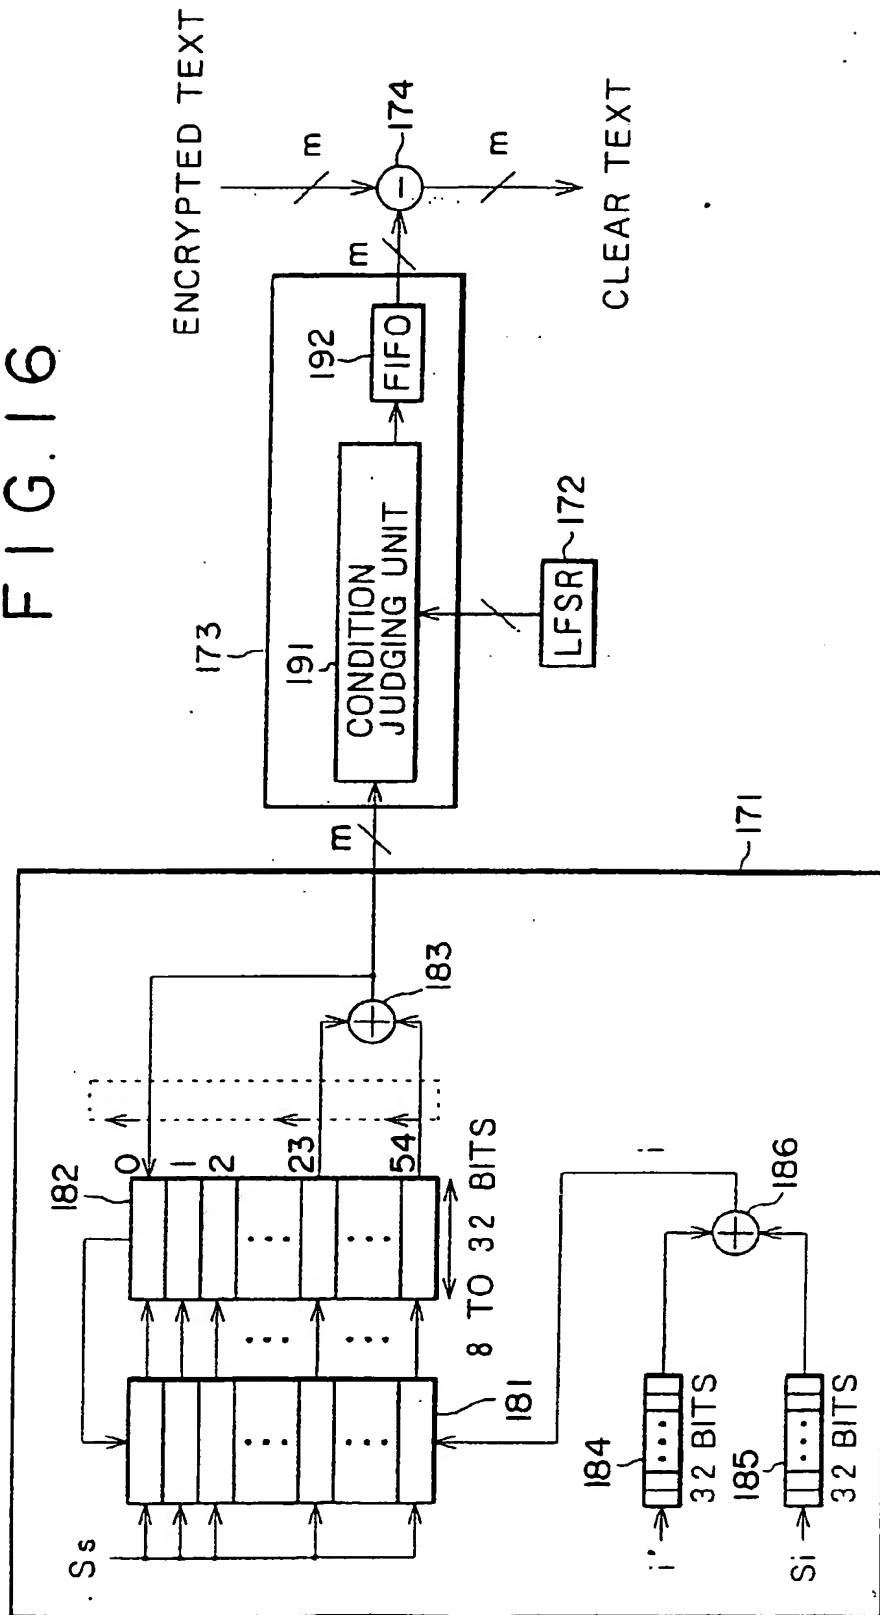 FIG.16
ENCRYPTED TEXT
m
174
m
CLEAR TEXT
m
173
191
CONDITION
JUDGING UNIT
192
FIFO
LFSR
172
m
171
182
0
1
2
23
54
183
8 TO 32 BITS
Ss
181
i
186
184
i'
32 BITS
185
Si
32 BITS